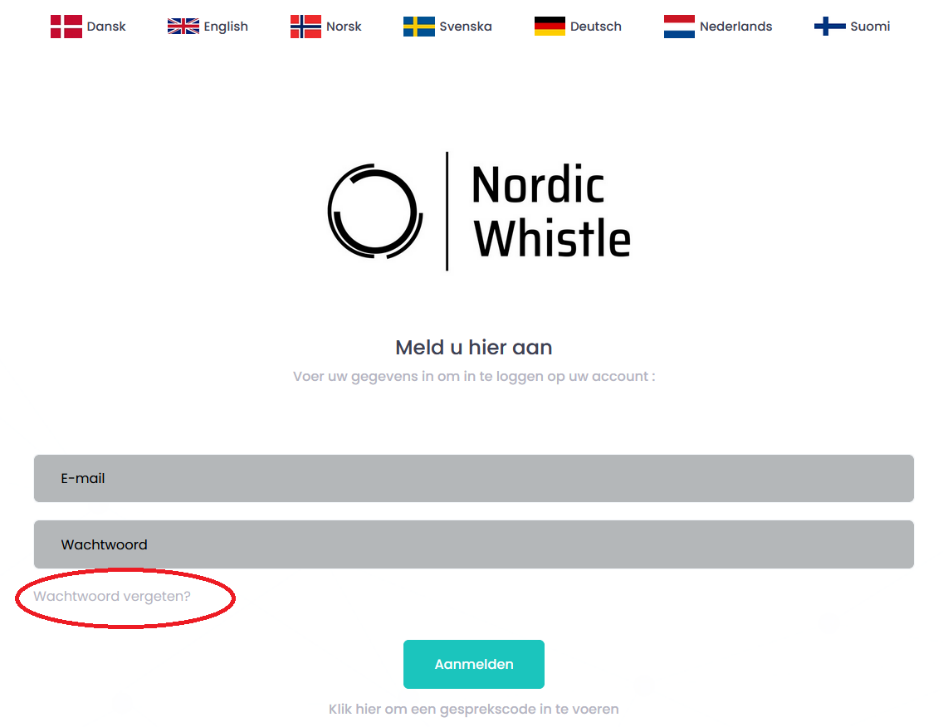 Dansk English Norsk Svenska Deutsch Nederlands Suomi
Nordic
Whistle
Meld u hier aan
Voer uw gegevens in om in te loggen op uw account :
E-mail
Wachtwoord
Wachtwoord vergeten?
Aanmelden
Klik hier om een gesprekscode in te voeren